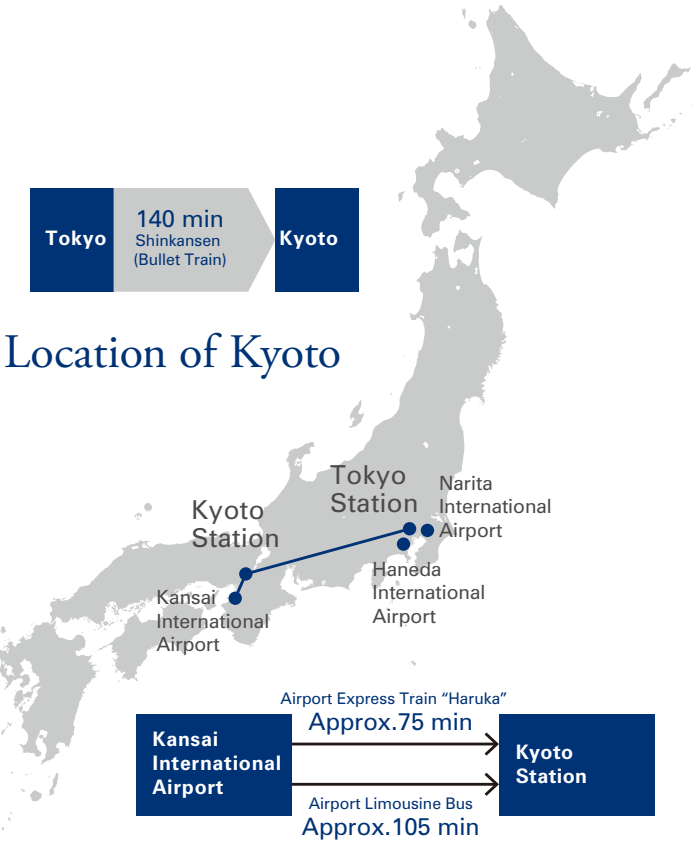 Tokyo
140 min
Shinkansen
(Bullet Train)
Kyoto
Location of Kyoto
Tokyo
Station
Narita
International
Airport
Kyoto
Station
Haneda
International
Airport
Kansai
International
Airport
Airport Express Train “Haruka”
Approx.75 min
Kansai
International
Airport
Kyoto
Station
Airport Limousine Bus
Approx.105 min